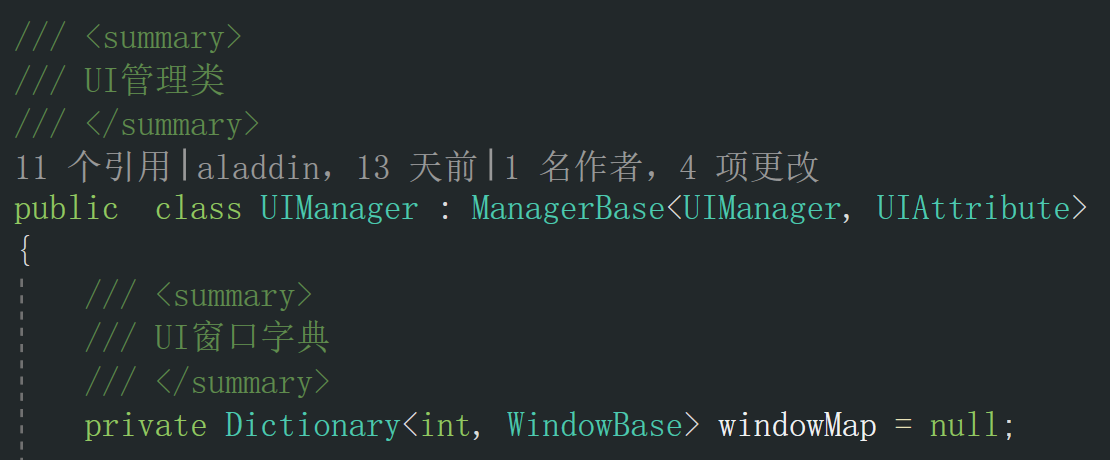 /// <summary>
/// UI管理类
/// </summary>
11 个引用|aladdin，13 天前|1 名作者，4 项更改
public  class UIManager : ManagerBase<UIManager, UIAttribute>
{
    /// <summary>
    /// UI窗口字典
    /// </summary>
    private Dictionary<int, WindowBase> windowMap = null;